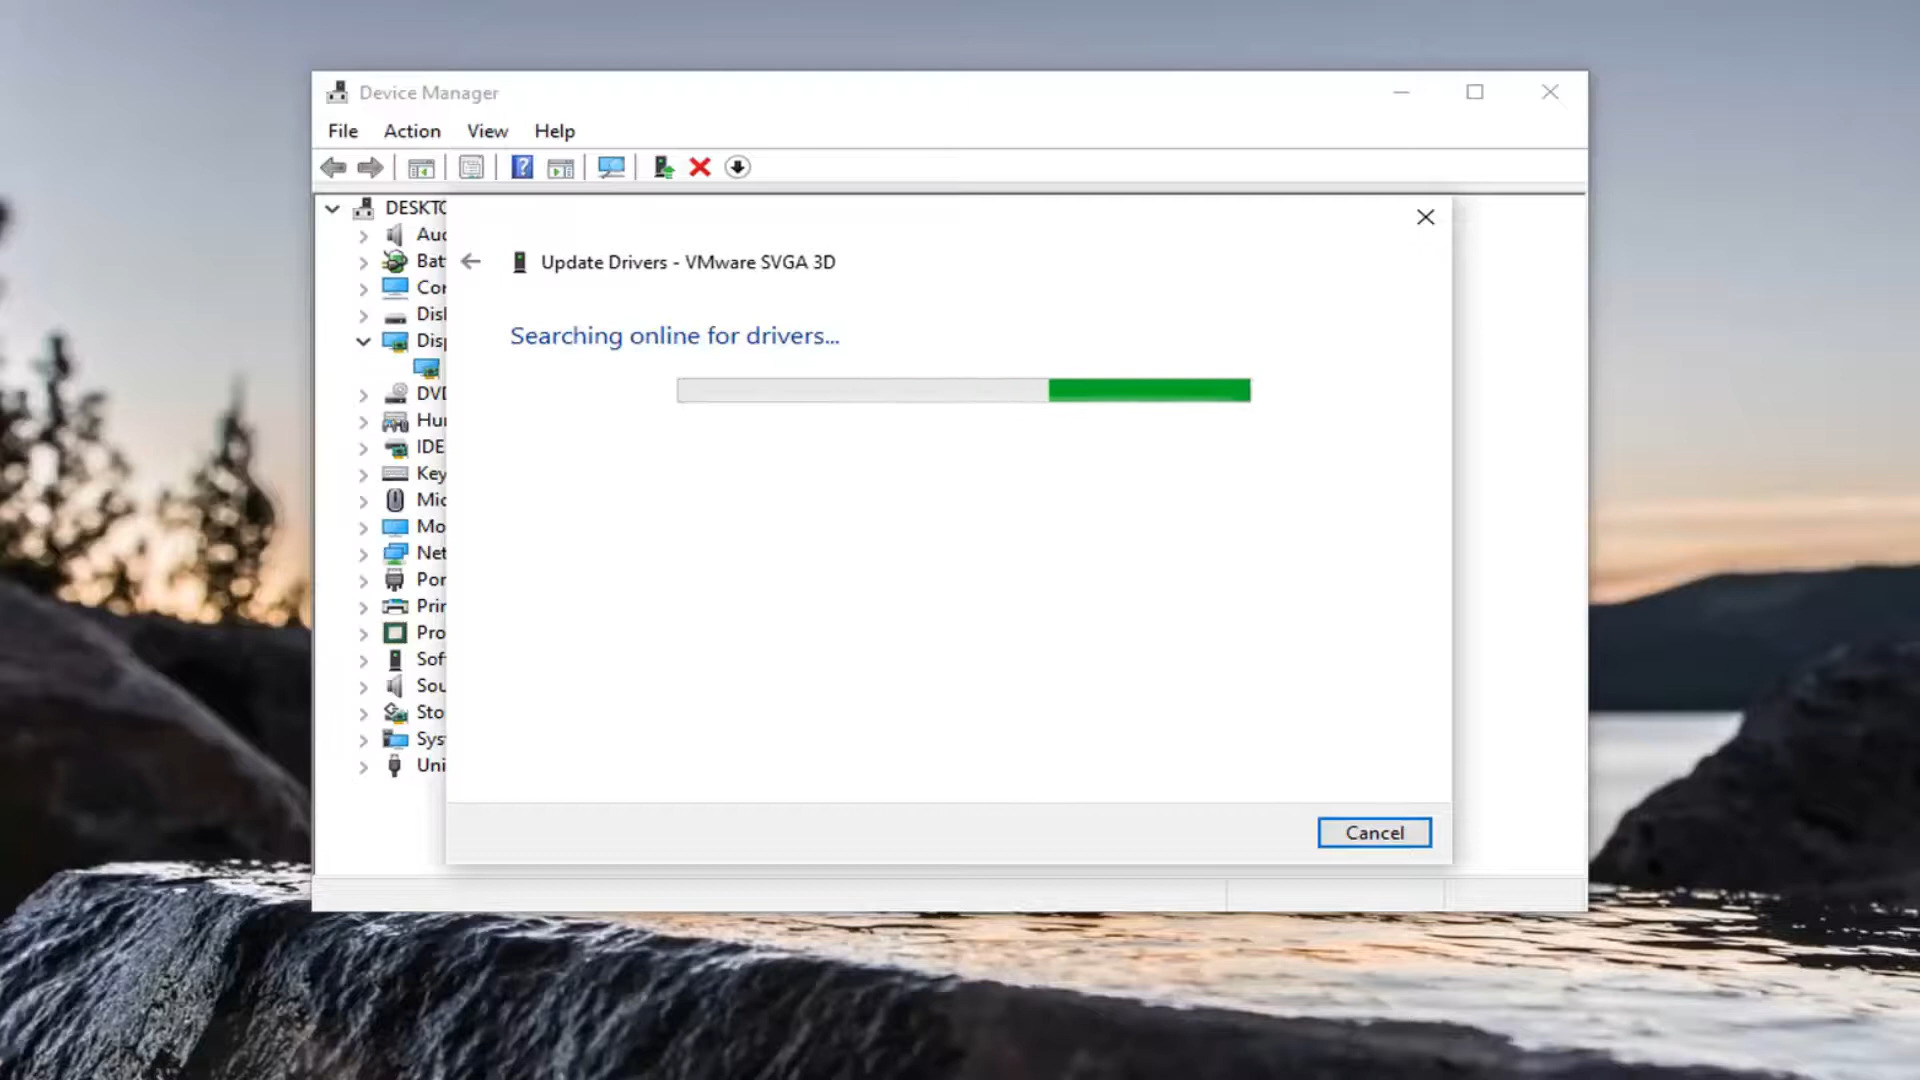 Device Manager
File Action View Help
DESKTO
Aud
Bat
Cor
Disl
Disp
DVD
Hur
IDE
Key
Mic
Mo
Net
Por
Prir
Pro
Sof
Sou
Sto
Sys
Uni
Update Drivers - VMware SVGA 3D
Searching online for drivers...
Cancel